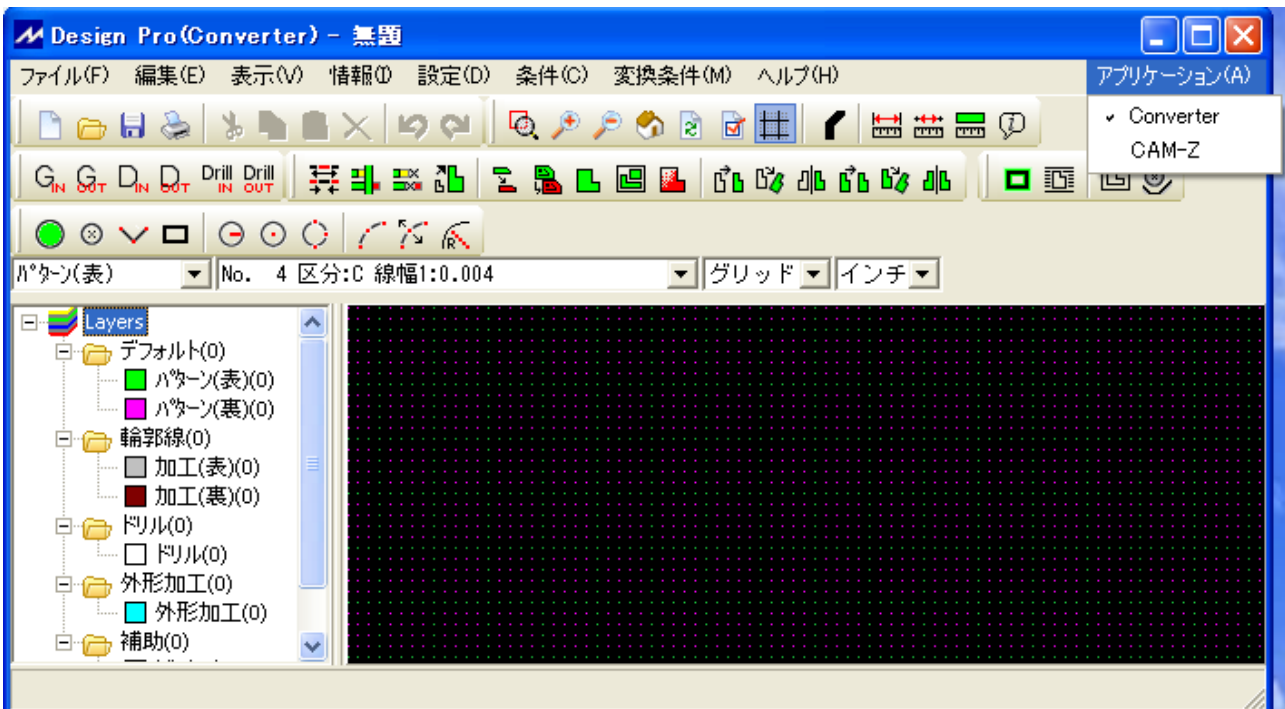 Design Pro(Converter) - 無題
ファイル(F) 編集(E) 表示(V) 情報(I) 設定(D) 条件(C) 変換条件(M) ヘルプ(H) アプリケーション(A)
Converter
CAM-Z
GIN GOUT DIN DOUT Drill IN Drill OUT
R
パターン(表) No. 4 区分:C 線幅1:0.004 グリッド インチ
Layers
デフォルト(0)
パターン(表)(0)
パターン(裏)(0)
輪郭線(0)
加工(表)(0)
加工(裏)(0)
ドリル(0)
ドリル(0)
外形加工(0)
外形加工(0)
補助(0)